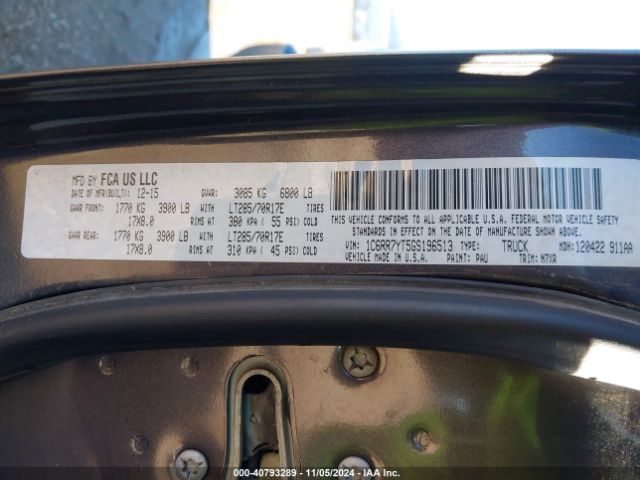 MFD BY FCA US LLC
DATE OF MFR(BUILT): 12-15 GVWR: 3085 KG 6800 LB
GAWR FRONT: 1770 KG 3900 LB WITH LT285/70R17E TIRES
17X8.0 RIMS AT 380 KPA ( 55 PSI) COLD
GAWR REAR: 1770 KG 3900 LB WITH LT285/70R17E TIRES
17X8.0 RIMS AT 310 KPA ( 45 PSI) COLD
THIS VEHICLE CONFORMS TO ALL APPLICABLE U.S.A. FEDERAL MOTOR VEHICLE SAFETY
STANDARDS IN EFFECT ON THE DATE OF MANUFACTURE SHOWN ABOVE.
VIN: 1C6RR7YT5GS196513 TYPE: TRUCK MDH: 120422 911AA
VEHICLE MADE IN U.S.A. PAINT: PAU TRIM: N7XR
000-40793289 - 11/05/2024 - IAA